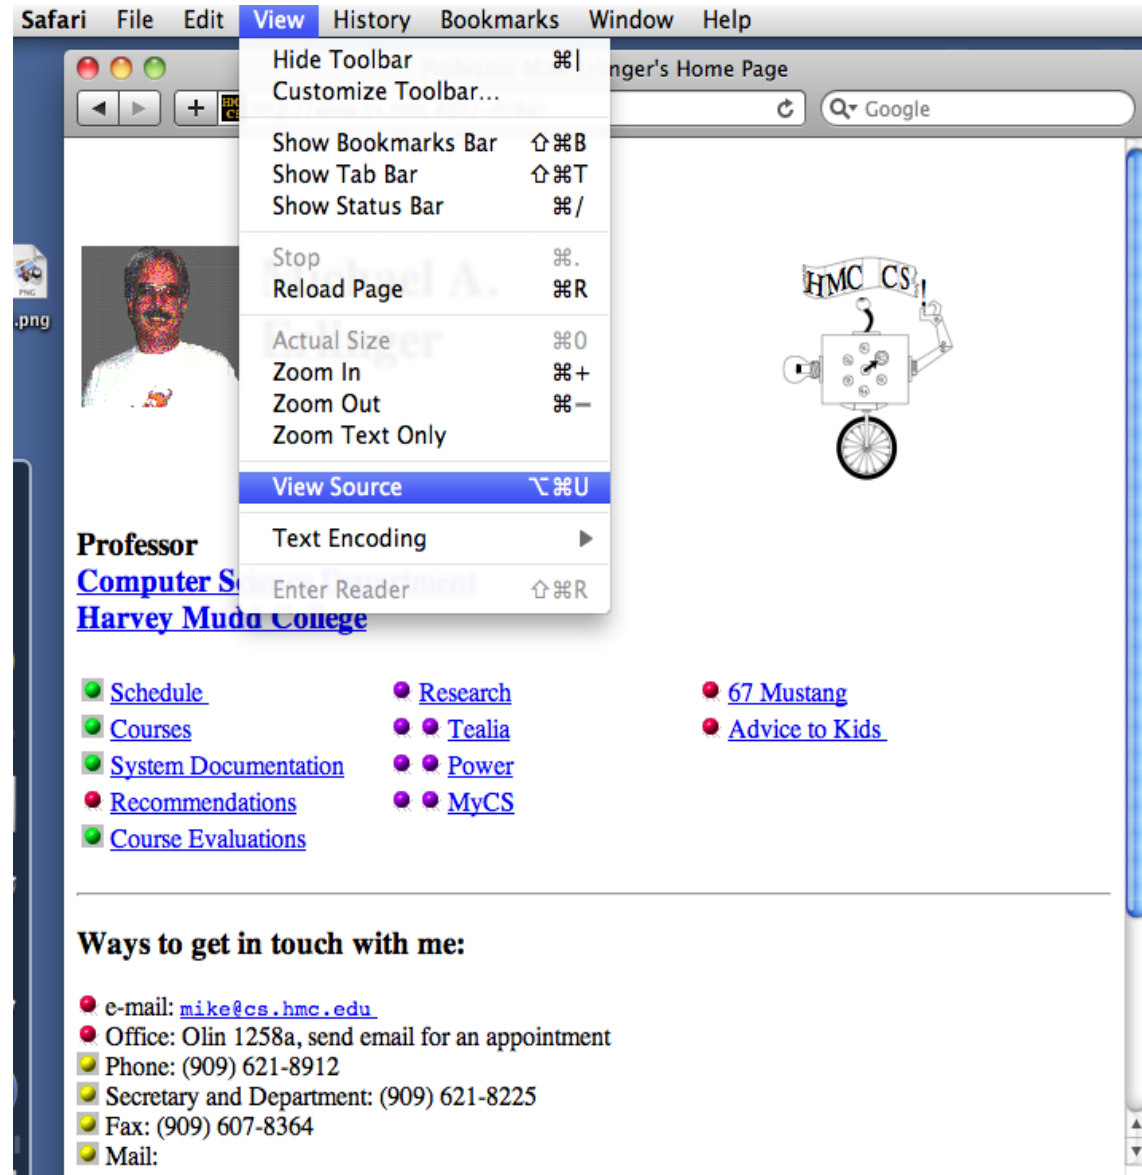 Safari File Edit View History Bookmarks Window Help
nger's Home Page
Hide Toolbar ⌘|
Customize Toolbar...
Google
Show Bookmarks Bar ⇧⌘B
Show Tab Bar ⇧⌘T
Show Status Bar ⌘/
Stop ⌘.
Reload Page ⌘R
Actual Size ⌘0
Zoom In ⌘+
Zoom Out ⌘−
Zoom Text Only
View Source ⌥⌘U
Text Encoding ▶
Enter Reader ⇧⌘R
PNG
.png
Michael A.
Erlinger
HMC CS!
Professor
Computer Science Department
Harvey Mudd College
Schedule Research 67 Mustang
Courses Tealia Advice to Kids
System Documentation Power
Recommendations MyCS
Course Evaluations
Ways to get in touch with me:
e-mail: mike@cs.hmc.edu
Office: Olin 1258a, send email for an appointment
Phone: (909) 621-8912
Secretary and Department: (909) 621-8225
Fax: (909) 607-8364
Mail: